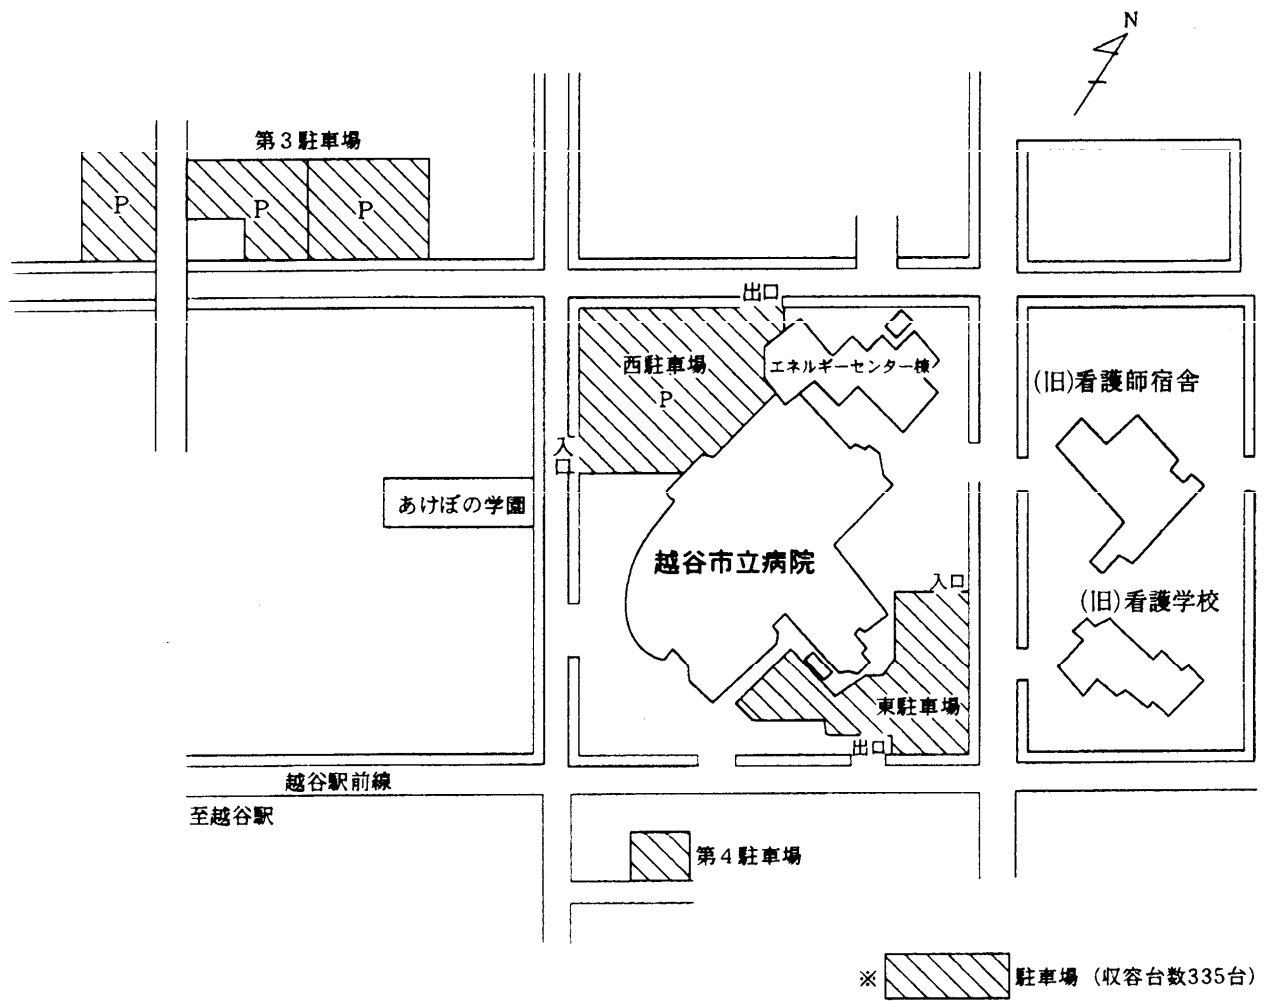 N
第3駐車場
P
P
P
出口
西駐車場
P
エネルギーセンター棟
(旧)看護師宿舎
入口
あけぼの学園
越谷市立病院
入口
(旧)看護学校
東駐車場
出口
越谷駅前線
至越谷駅
第4駐車場
※ 駐車場 (収容台数335台)